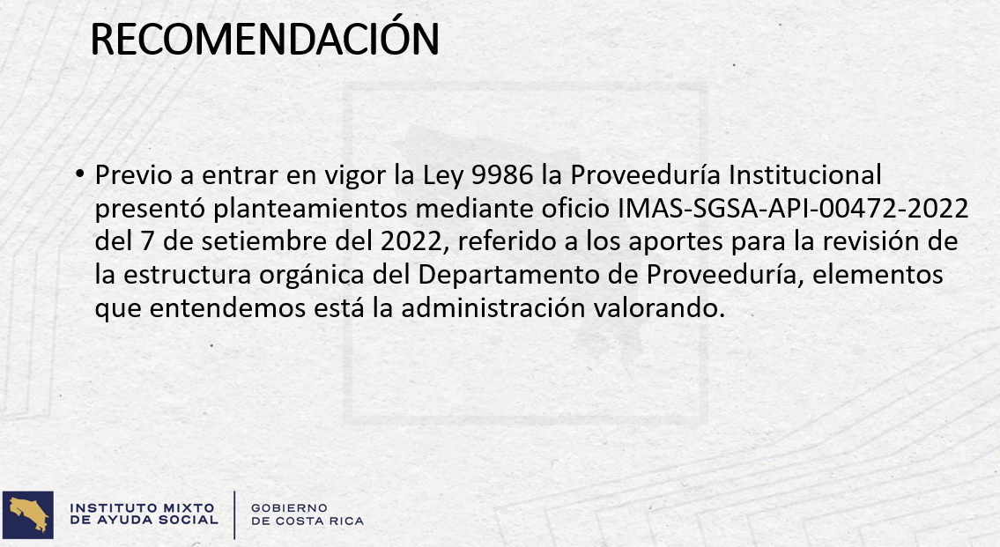 RECOMENDACIÓN
• Previo a entrar en vigor la Ley 9986 la Proveeduría Institucional
presentó planteamientos mediante oficio IMAS-SGSA-API-00472-2022
del 7 de setiembre del 2022, referido a los aportes para la revisión de
la estructura orgánica del Departamento de Proveeduría, elementos
que entendemos está la administración valorando.
INSTITUTO MIXTO
DE AYUDA SOCIAL
GOBIERNO
DE COSTA RICA